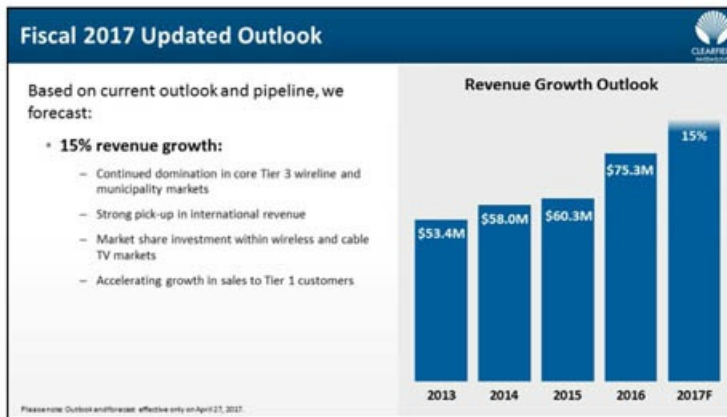 Fiscal 2017 Updated Outlook
CLEARFIELD
Based on current outlook and pipeline, we
forecast:
• 15% revenue growth:
– Continued domination in core Tier 3 wireline and
municipality markets
– Strong pick-up in international revenue
– Market share investment within wireless and cable
TV markets
– Accelerating growth in sales to Tier 1 customers
Please note: Outlook and forecast effective only on April 27, 2017.
Revenue Growth Outlook
$53.4M
$58.0M
$60.3M
$75.3M
15%
2013 2014 2015 2016 2017F